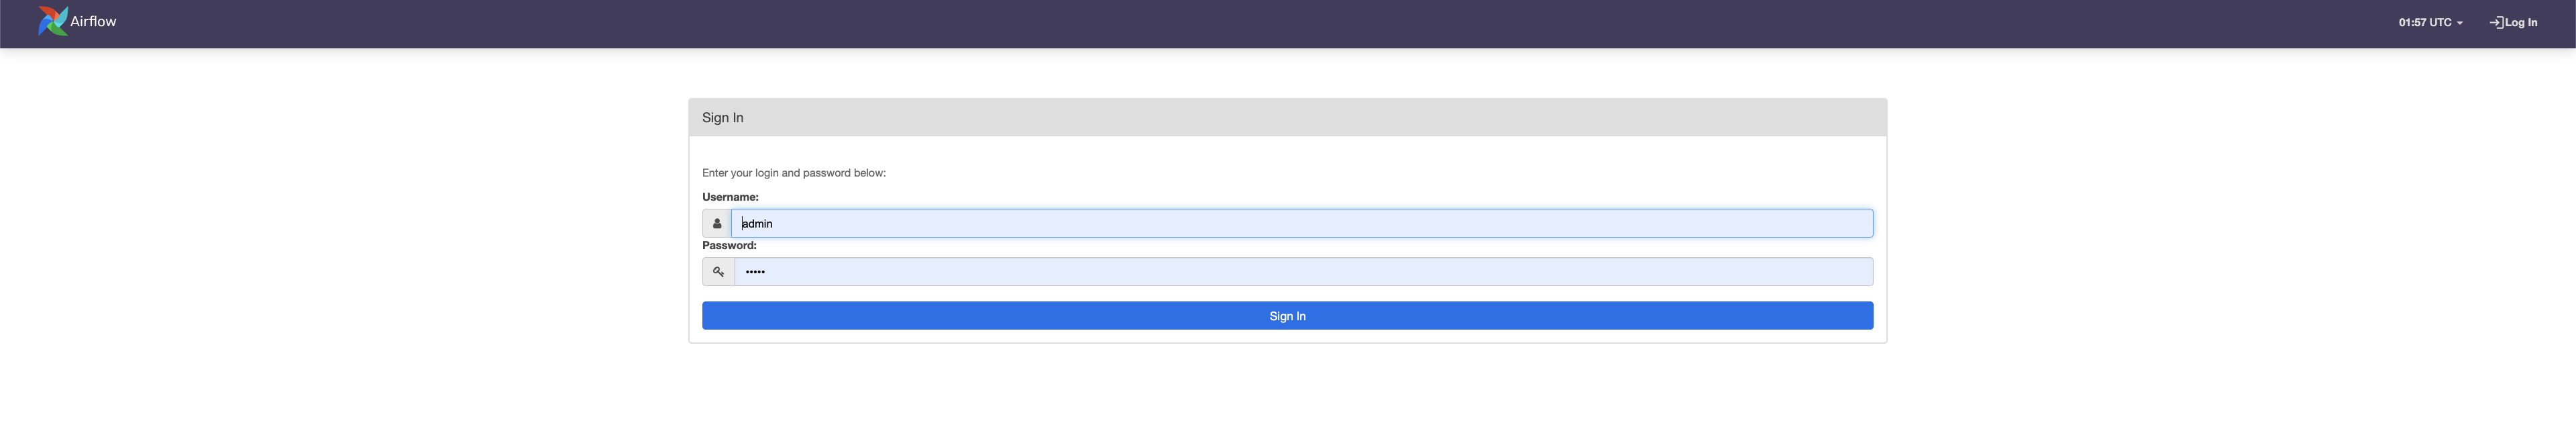 Airflow
01:57 UTC
Log In
Sign In
Enter your login and password below:
Username:
admin
Password:
•••••
Sign In